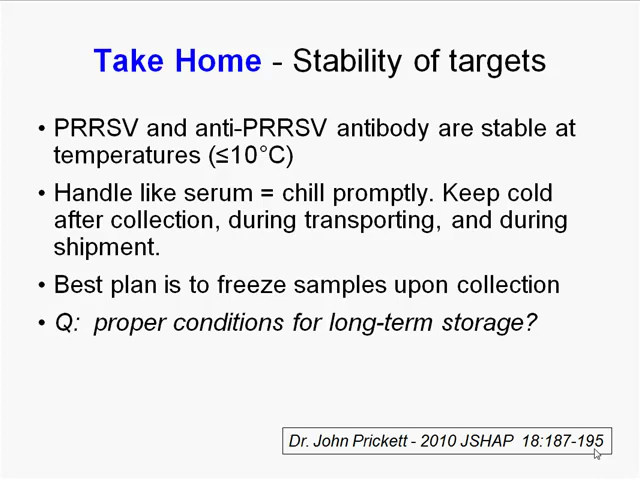 Take Home - Stability of targets
• PRRSV and anti-PRRSV antibody are stable at
temperatures (≤10°C)
• Handle like serum = chill promptly. Keep cold
after collection, during transporting, and during
shipment.
• Best plan is to freeze samples upon collection
• Q:  proper conditions for long-term storage?
Dr. John Prickett - 2010 JSHAP  18:187-195